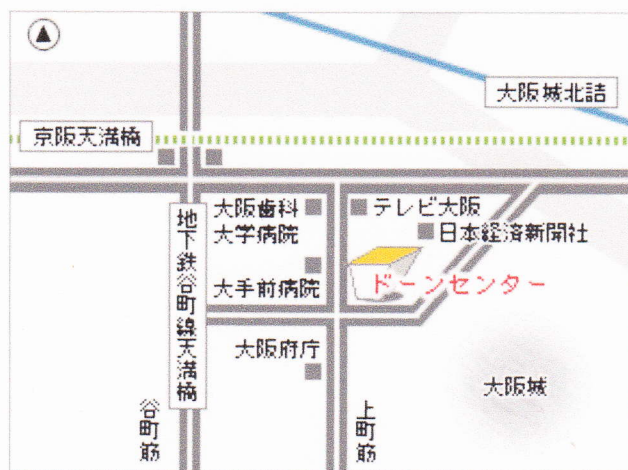 大阪城北詰
京阪天満橋
大阪歯科
大学病院
テレビ大阪
日本経済新聞社
地下鉄谷町線天満橋
大手前病院
ドーンセンター
大阪府庁
大阪城
谷町筋
上町筋